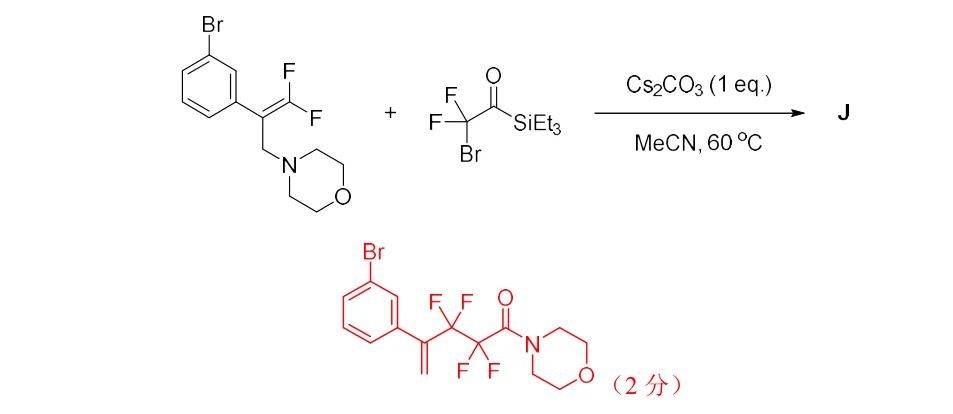 Br
F
F
N
O
+
O
F
F
SiEt3
Br
Cs₂CO₃ (1 eq.)
MeCN, 60 °C
J
Br
F F O
N
F F
O
（2 分）